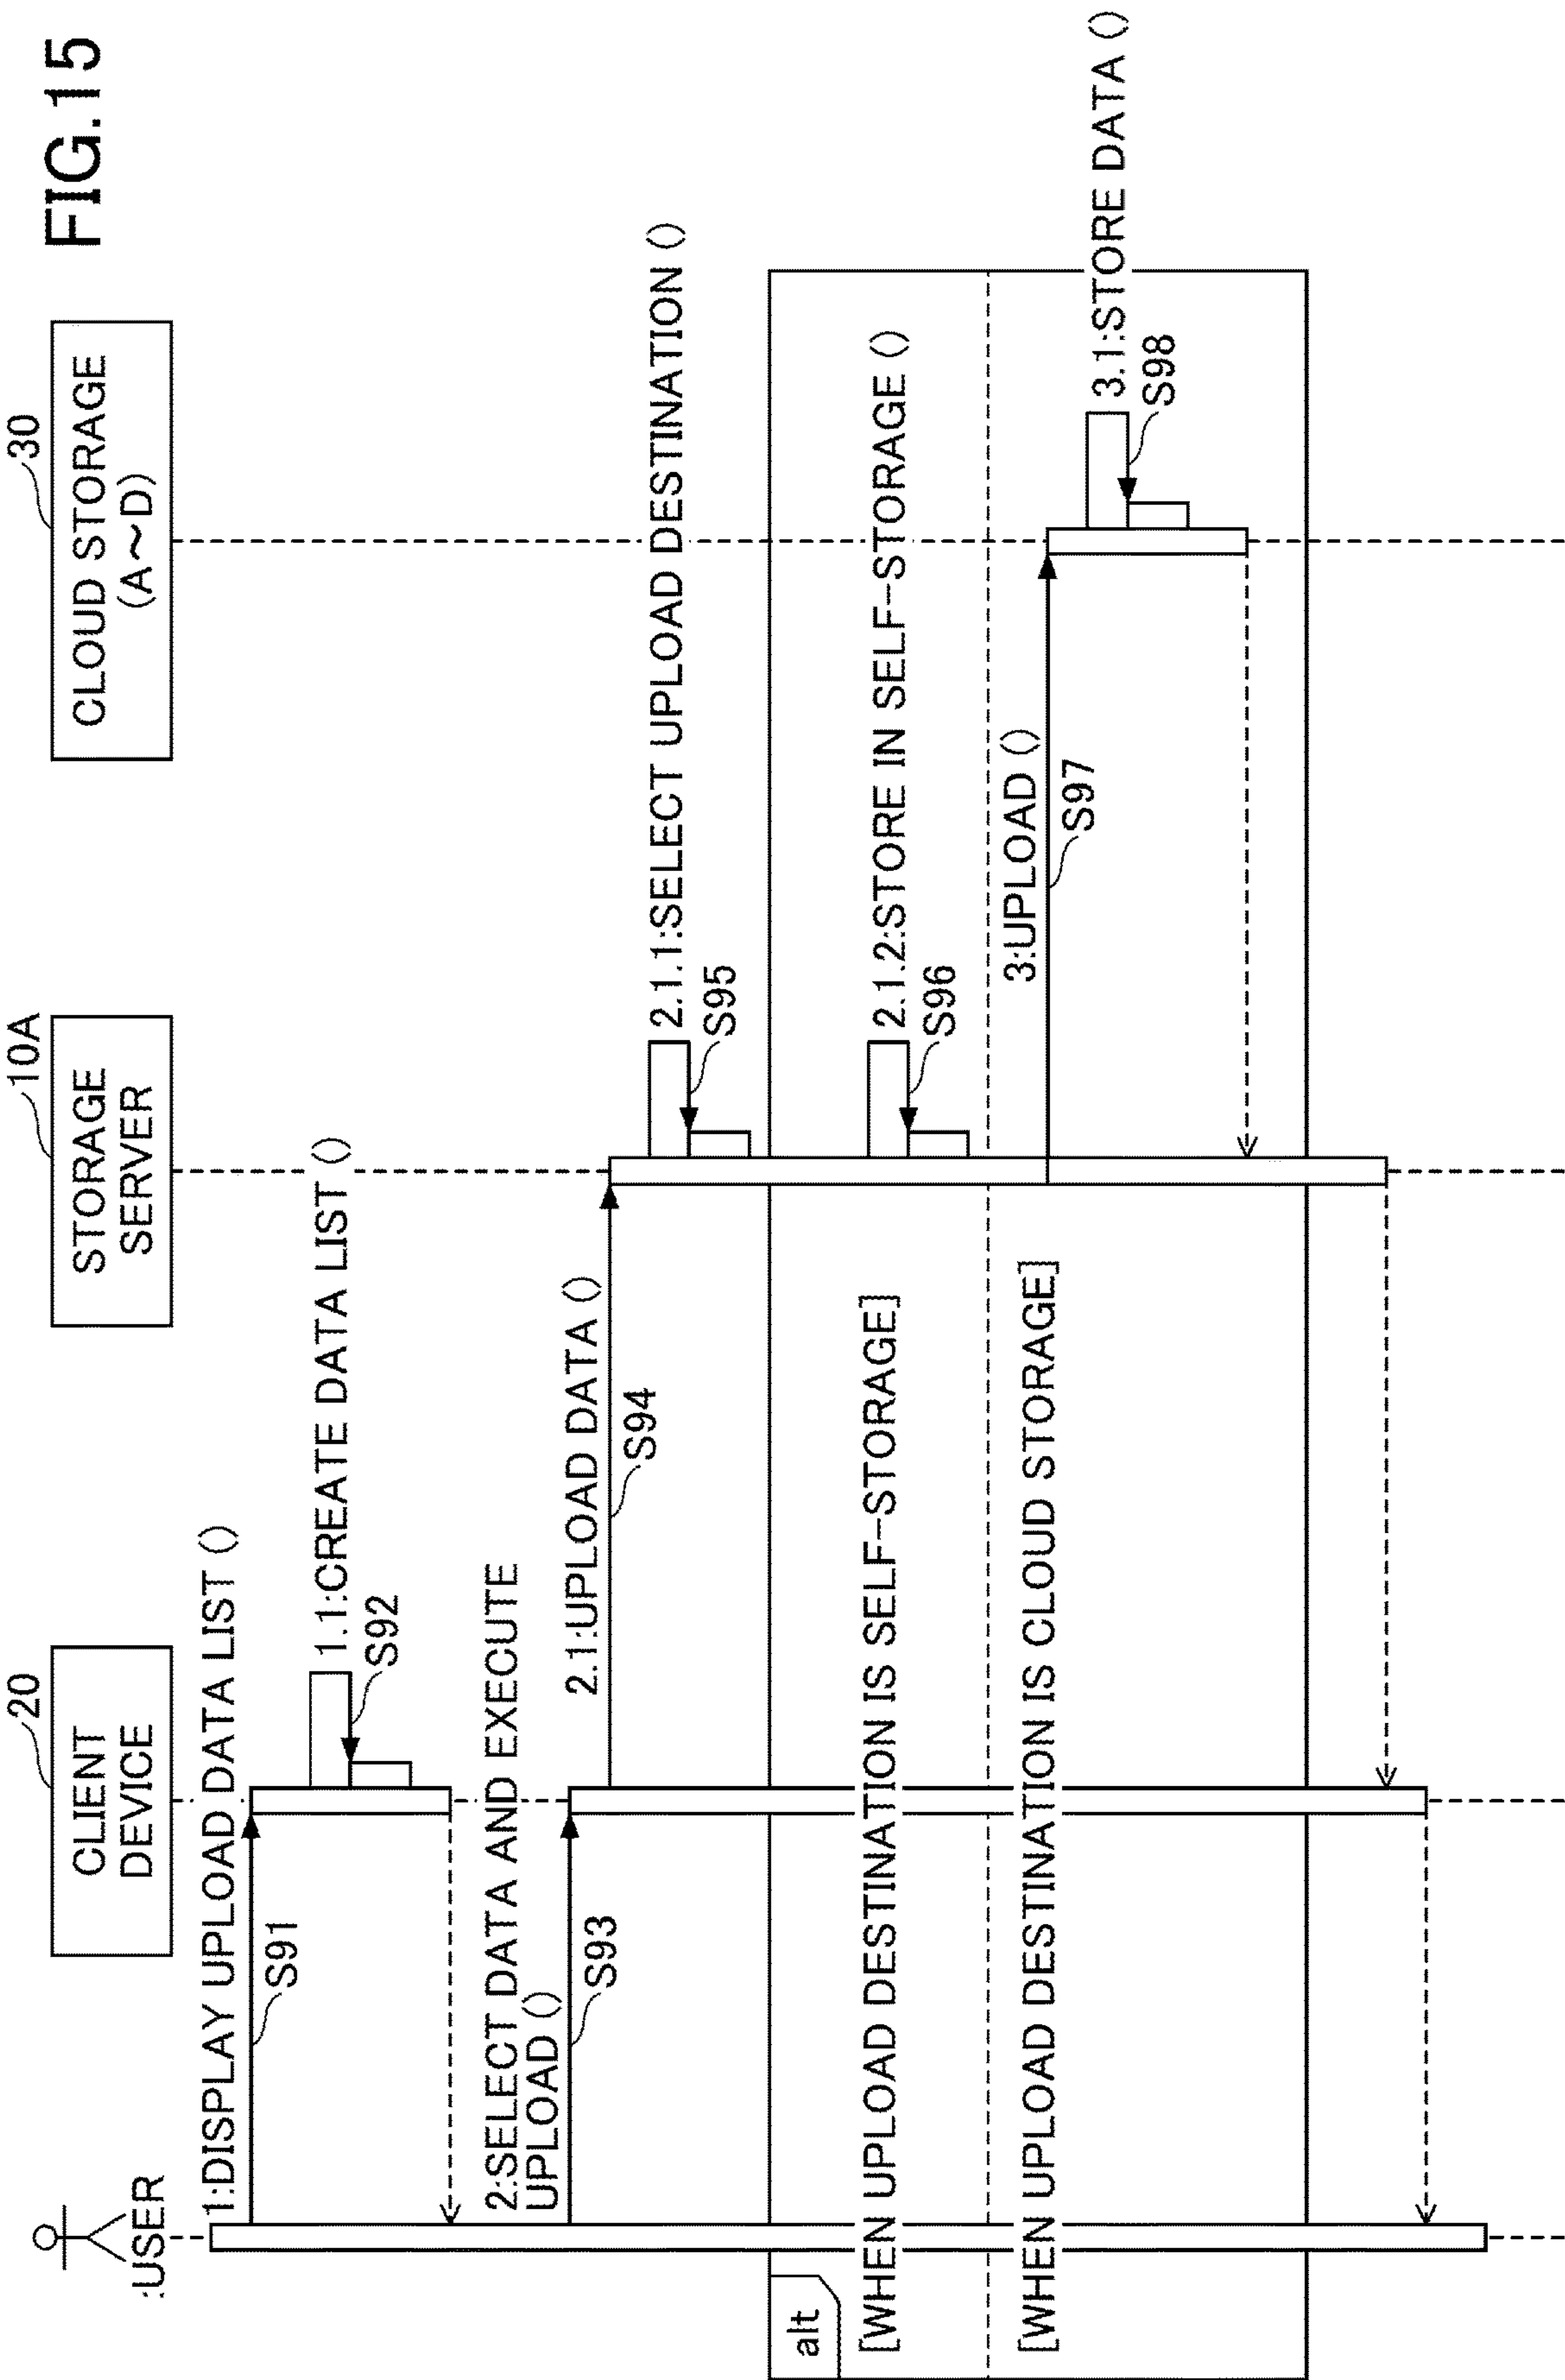 FIG.15
:USER
20
CLIENT
DEVICE
10A
STORAGE
SERVER
30
CLOUD STORAGE
(A～D)
1:DISPLAY UPLOAD DATA LIST ()
S91
1.1:CREATE DATA LIST ()
S92
2:SELECT DATA AND EXECUTE
UPLOAD ()
S93
2.1:UPLOAD DATA ()
S94
2.1.1:SELECT UPLOAD DESTINATION ()
S95
alt
[WHEN UPLOAD DESTINATION IS SELF-STORAGE]
2.1.2:STORE IN SELF-STORAGE ()
S96
[WHEN UPLOAD DESTINATION IS CLOUD STORAGE]
3:UPLOAD ()
S97
3.1:STORE DATA ()
S98